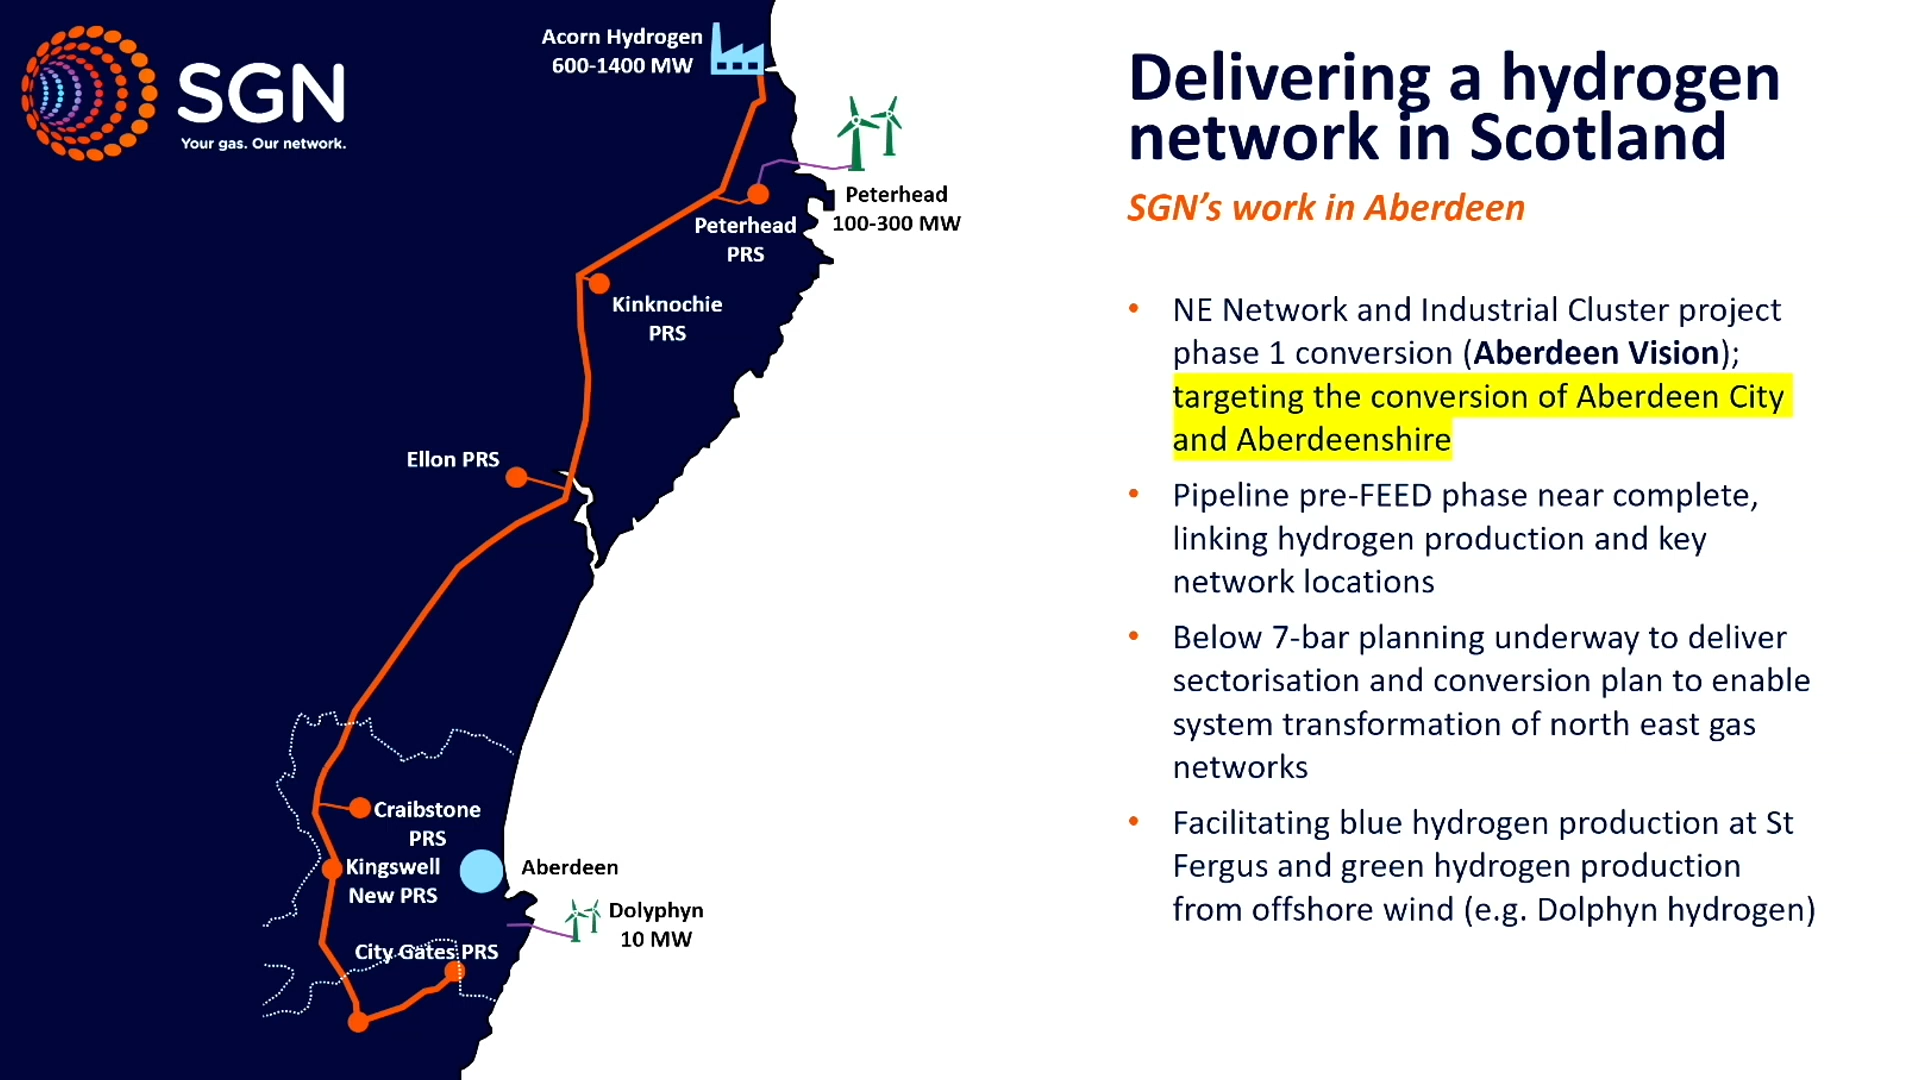 SGN
Your gas. Our network.
Acorn Hydrogen
600-1400 MW
Peterhead
100-300 MW
Peterhead
PRS
Kinknochie
PRS
Ellon PRS
Craibstone
PRS
Kingswell
New PRS
Aberdeen
Dolyphyn
10 MW
City Gates PRS
Delivering a hydrogen
network in Scotland
SGN's work in Aberdeen
• NE Network and Industrial Cluster project
phase 1 conversion (Aberdeen Vision);
targeting the conversion of Aberdeen City
and Aberdeenshire
• Pipeline pre-FEED phase near complete,
linking hydrogen production and key
network locations
• Below 7-bar planning underway to deliver
sectorisation and conversion plan to enable
system transformation of north east gas
networks
• Facilitating blue hydrogen production at St
Fergus and green hydrogen production
from offshore wind (e.g. Dolphyn hydrogen)